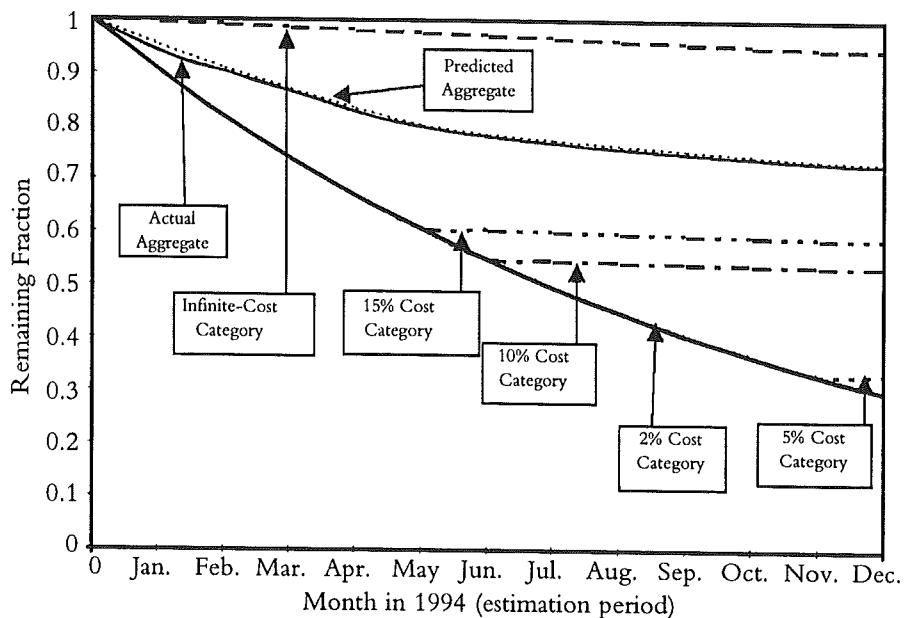 1
0.9
0.8
0.7
0.6
0.5
0.4
0.3
0.2
0.1
0
Remaining Fraction
Predicted
Aggregate
Actual
Aggregate
Infinite-Cost
Category
15% Cost
Category
10% Cost
Category
2% Cost
Category
5% Cost
Category
0 Jan. Feb. Mar. Apr. May Jun. Jul. Aug. Sep. Oct. Nov. Dec.
Month in 1994 (estimation period)